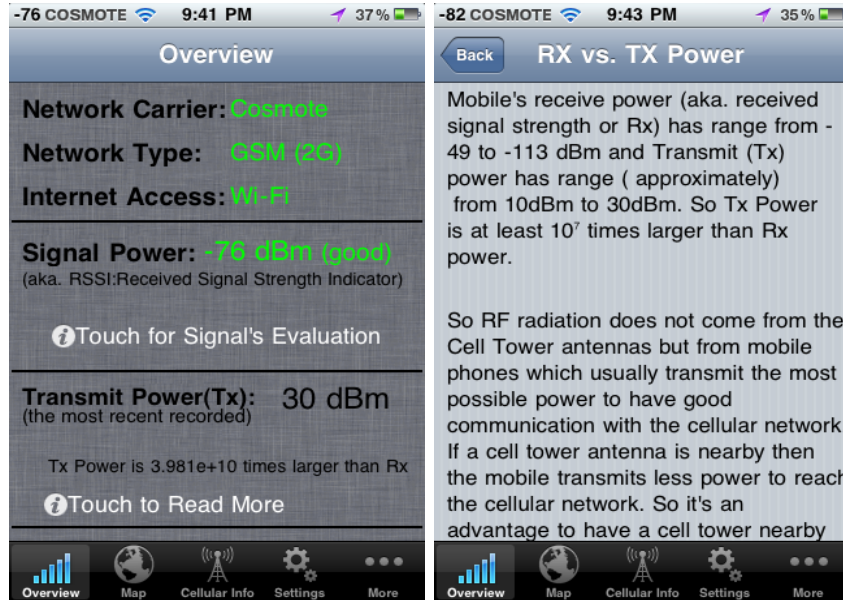 -76 COSMOTE 9:41 PM 37%
Overview
Network Carrier: Cosmote
Network Type: GSM (2G)
Internet Access: Wi-Fi
Signal Power: -76 dBm (good)
(aka. RSSI:Received Signal Strength Indicator)
Touch for Signal's Evaluation
Transmit Power(Tx): 30 dBm
(the most recent recorded)
Tx Power is 3.981e+10 times larger than Rx
Touch to Read More
Overview Map Cellular Info Settings More
-82 COSMOTE 9:43 PM 35%
Back RX vs. TX Power
Mobile's receive power (aka. received
signal strength or Rx) has range from -
49 to -113 dBm and Transmit (Tx)
power has range ( approximately)
from 10dBm to 30dBm. So Tx Power
is at least 10⁷ times larger than Rx
power.
So RF radiation does not come from the
Cell Tower antennas but from mobile
phones which usually transmit the most
possible power to have good
communication with the cellular network
If a cell tower antenna is nearby then
the mobile transmits less power to reach
the cellular network. So it's an
advantage to have a cell tower nearby
Overview Map Cellular Info Settings More